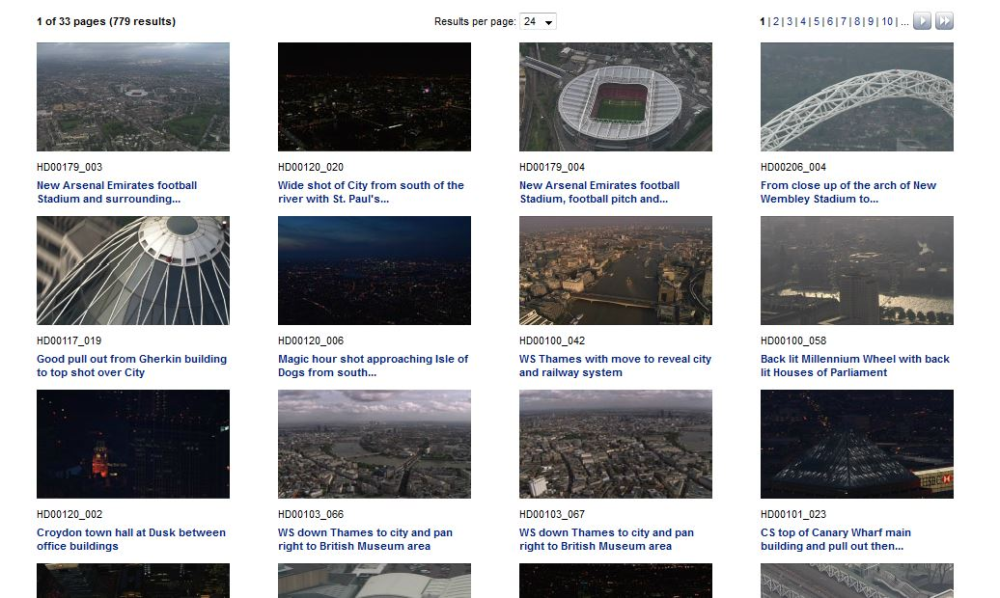 1 of 33 pages (779 results)
Results per page: 24
1 | 2 | 3 | 4 | 5 | 6 | 7 | 8 | 9 | 10 | ...
HD00179_003
HD00120_020
HD00179_004
HD00206_004
New Arsenal Emirates football
Stadium and surrounding...
Wide shot of City from south of the
river with St. Paul's...
New Arsenal Emirates football
Stadium, football pitch and...
From close up of the arch of New
Wembley Stadium to...
HD00117_019
HD00120_006
HD00100_042
HD00100_058
Good pull out from Gherkin building
to top shot over City
Magic hour shot approaching Isle of
Dogs from south...
WS Thames with move to reveal city
and railway system
Back lit Millennium Wheel with back
lit Houses of Parliament
HSBC
HD00120_002
HD00103_066
HD00103_067
HD00101_023
Croydon town hall at Dusk between
office buildings
WS down Thames to city and pan
right to British Museum area
WS down Thames to city and pan
right to British Museum area
CS top of Canary Wharf main
building and pull out then...